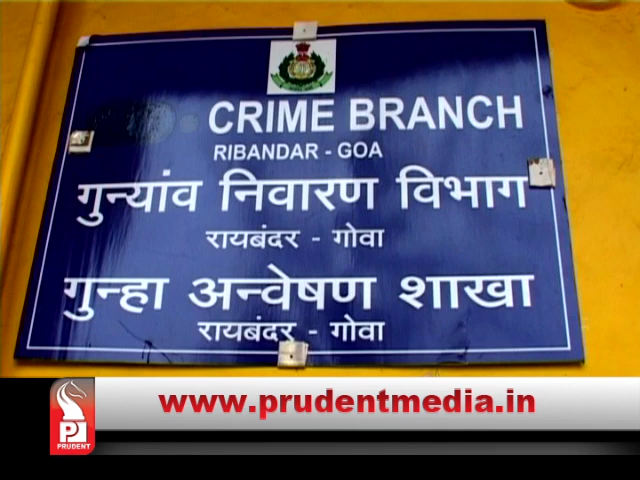 CRIME BRANCH
RIBANDAR - GOA
गुन्यांव निवारण विभाग
रायबंदर - गोवा
गुन्हा अन्वेषण शाखा
रायबंदर - गोवा
www.prudentmedia.in
PRUDENT